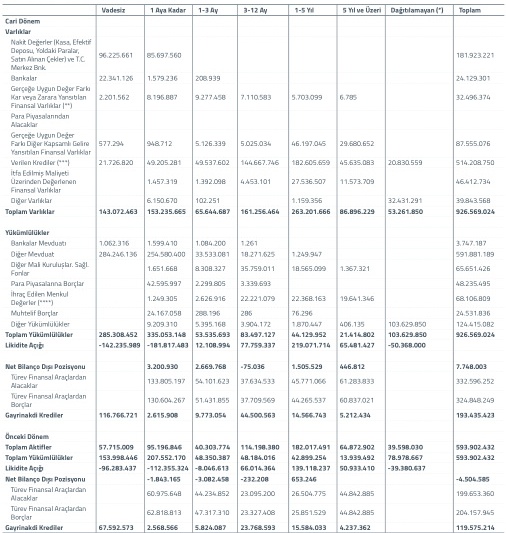 Vadesiz 1 Aya Kadar 1-3 Ay 3-12 Ay 1-5 Yıl 5 Yıl ve Üzeri Dağıtılamayan (*) Toplam
Cari Dönem
Varlıklar
Nakit Değerler (Kasa, Efektif
Deposu, Yoldaki Paralar,
Satın Alınan Çekler) ve T.C.
Merkez Bnk. 96.225.661 85.697.560 181.923.221
Bankalar 22.341.126 1.579.236 208.939 24.129.301
Gerçeğe Uygun Değer Farkı
Kar veya Zarara Yansıtılan
Finansal Varlıklar (**) 2.201.562 8.196.887 9.277.458 7.110.583 5.703.099 6.785 32.496.374
Para Piyasalarından
Alacaklar
Gerçeğe Uygun Değer
Farkı Diğer Kapsamlı Gelire
Yansıtılan Finansal Varlıklar 577.294 948.712 5.126.339 5.025.034 46.197.045 29.680.652 87.555.076
Verilen Krediler (***) 21.726.820 49.205.281 49.537.602 144.667.746 182.605.659 45.635.083 20.830.559 514.208.750
İtfa Edilmiş Maliyeti
Üzerinden Değerlenen
Finansal Varlıklar 1.457.319 1.392.098 4.453.101 27.536.507 11.573.709 46.412.734
Diğer Varlıklar 6.150.670 102.251 1.159.356 32.431.291 39.843.568
Toplam Varlıklar 143.072.463 153.235.665 65.644.687 161.256.464 263.201.666 86.896.229 53.261.850 926.569.024
Yükümlülükler
Bankalar Mevduatı 1.062.316 1.599.410 1.084.200 1.261 3.747.187
Diğer Mevduat 284.246.136 254.580.400 33.533.081 18.271.625 1.249.947 591.881.189
Diğer Mali Kuruluşlar. Sağl.
Fonlar 1.651.668 8.308.327 35.759.011 18.565.099 1.367.321 65.651.426
Para Piyasalarına Borçlar 42.595.997 2.299.805 3.339.693 48.235.495
İhraç Edilen Menkul
Değerler (****) 1.249.305 2.626.916 22.221.079 22.368.163 19.641.346 68.106.809
Muhtelif Borçlar 24.167.058 288.196 286 76.296 24.531.836
Diğer Yükümlülükler 9.209.310 5.395.168 3.904.172 1.870.447 406.135 103.629.850 124.415.082
Toplam Yükümlülükler 285.308.452 335.053.148 53.535.693 83.497.127 44.129.952 21.414.802 103.629.850 926.569.024
Likidite Açığı -142.235.989 -181.817.483 12.108.994 77.759.337 219.071.714 65.481.427 -50.368.000
Net Bilanço Dışı Pozisyonu 3.200.930 2.669.768 -75.036 1.505.529 446.812 7.748.003
Türev Finansal Araçlardan
Alacaklar 133.805.197 54.101.623 37.634.533 45.771.066 61.283.833 332.596.252
Türev Finansal Araçlardan
Borçlar 130.604.267 51.431.855 37.709.569 44.265.537 60.837.021 324.848.249
Gayrinakdi Krediler 116.766.721 2.615.908 9.773.054 44.500.563 14.566.743 5.212.434 193.435.423
Önceki Dönem
Toplam Aktifler 57.715.009 95.196.846 40.303.774 114.198.380 182.017.491 64.872.902 39.598.030 593.902.432
Toplam Yükümlülükler 153.998.446 207.552.170 48.350.387 48.184.016 42.899.254 13.939.492 78.978.667 593.902.432
Likidite Açığı -96.283.437 -112.355.324 -8.046.613 66.014.364 139.118.237 50.933.410 -39.380.637
Net Bilanço Dışı Pozisyonu -1.843.165 -3.082.458 -232.208 653.246 -4.504.585
Türev Finansal Araçlardan
Alacaklar 60.975.648 44.234.852 23.095.200 26.504.775 44.842.885 199.653.360
Türev Finansal Araçlardan
Borçlar 62.818.813 47.317.310 23.327.408 25.851.529 44.842.885 204.157.945
Gayrinakdi Krediler 67.592.573 2.568.566 5.824.087 23.768.593 15.584.033 4.237.362 119.575.214